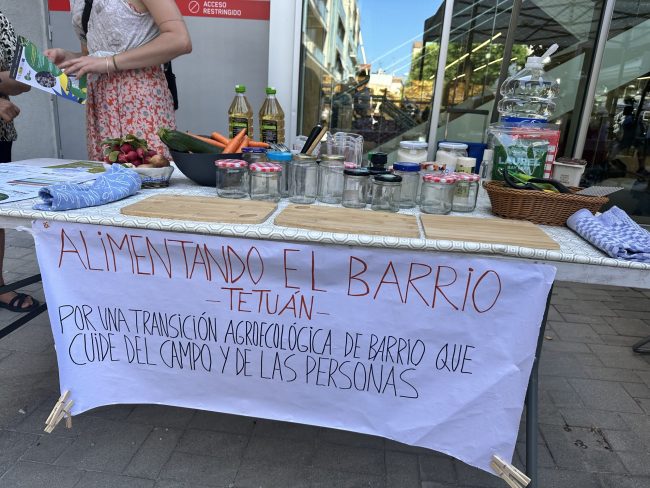 ACCESO
RESTRINGIDO
ALIMENTANDO EL BARRIO
-TETUÁN-
POR UNA TRANSICIÓN AGROECOLÓGICA DE BARRIO QUE
CUIDE DEL CAMPO Y DE LAS PERSONAS